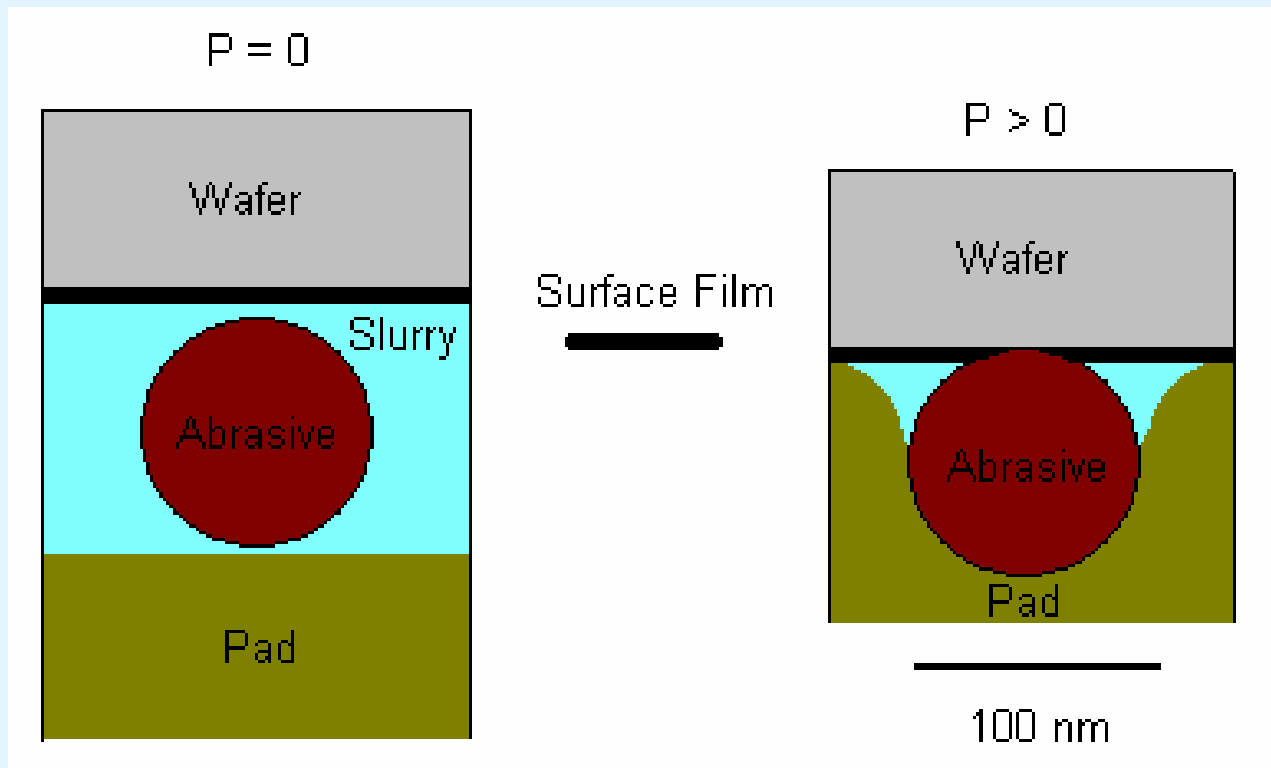 P = 0
Wafer
Slurry
Abrasive
Pad
Surface Film
P > 0
Wafer
Abrasive
Pad
100 nm